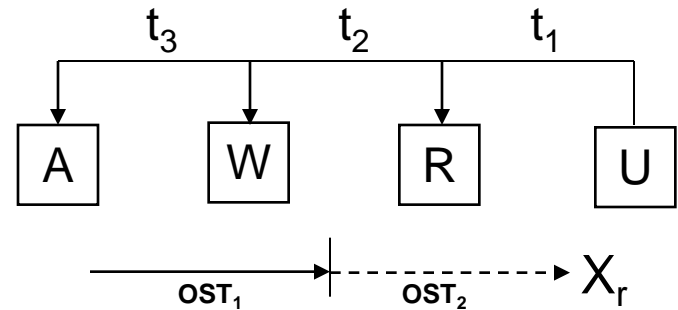 t₃ t₂ t₁
A W R U
OST₁ OST₂ Xᵣ